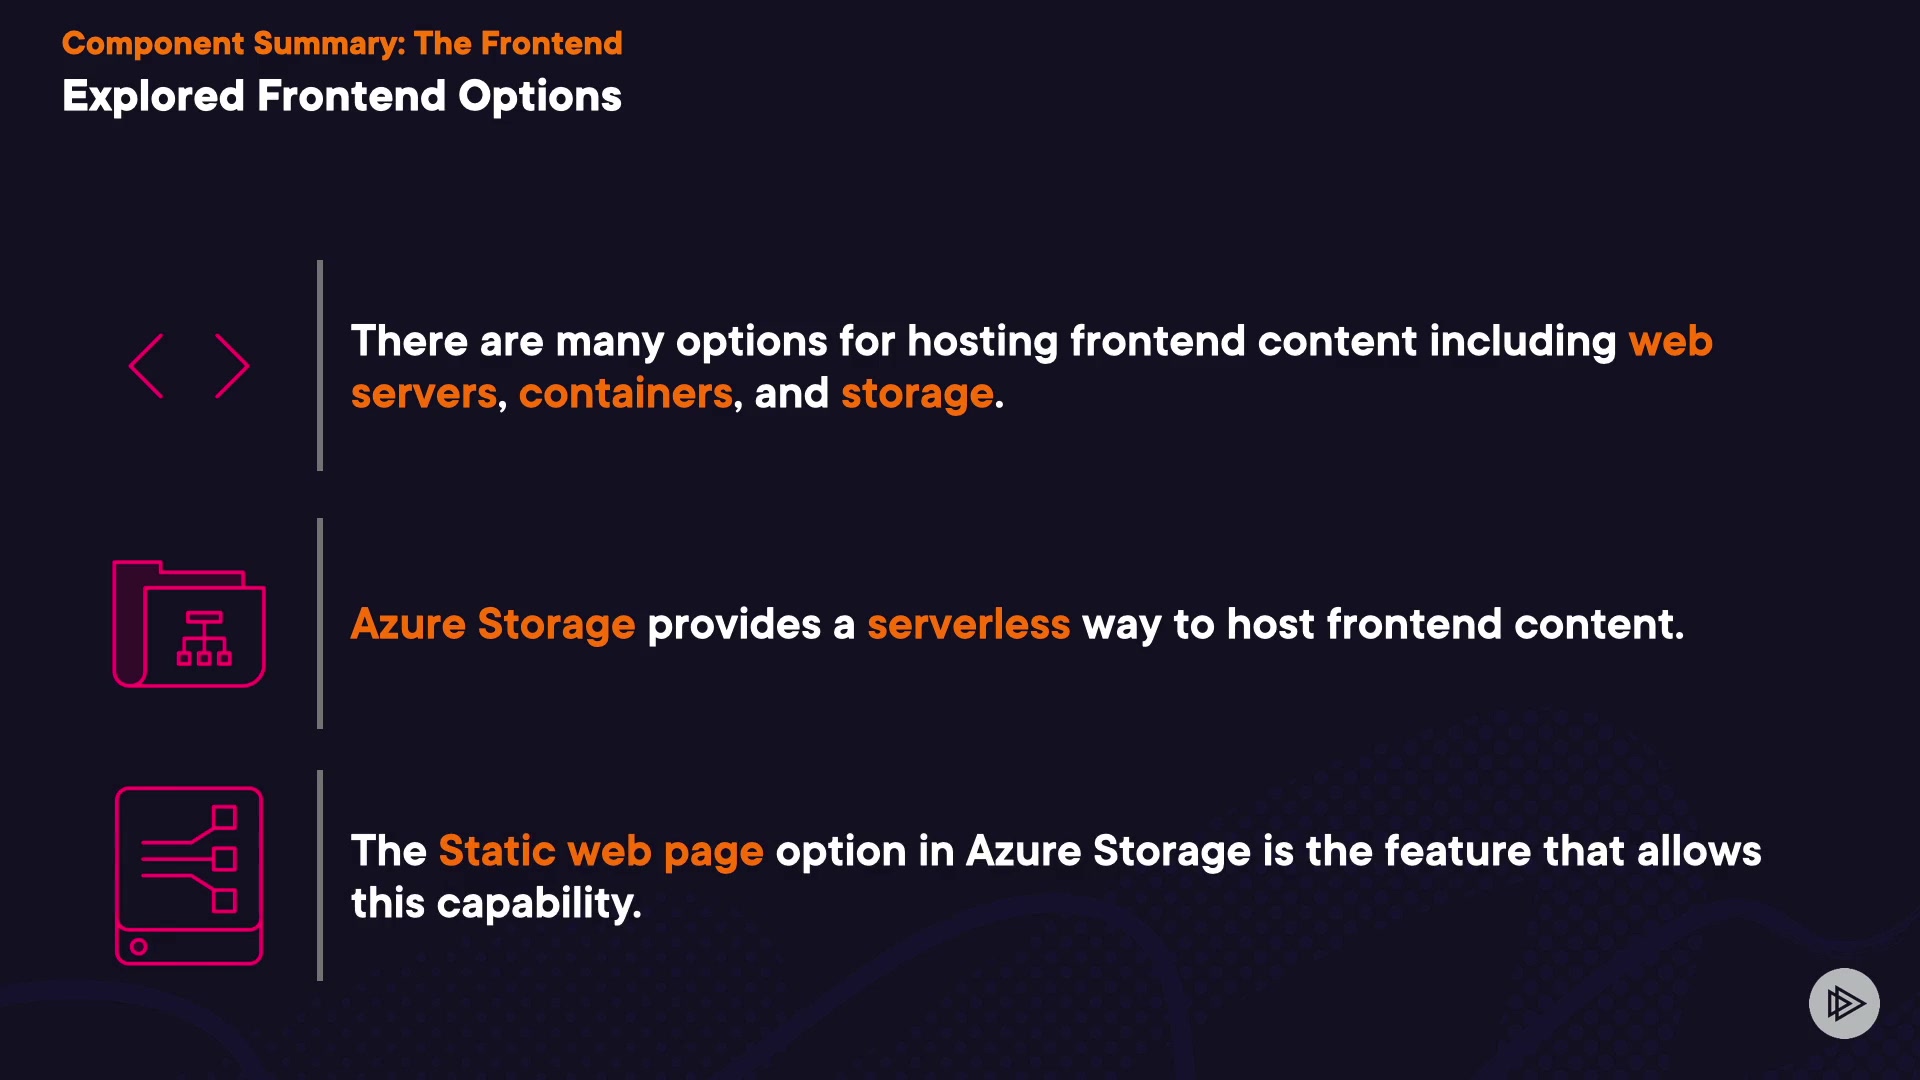 Component Summary: The Frontend
Explored Frontend Options
There are many options for hosting frontend content including web
servers, containers, and storage.
Azure Storage provides a serverless way to host frontend content.
The Static web page option in Azure Storage is the feature that allows
this capability.